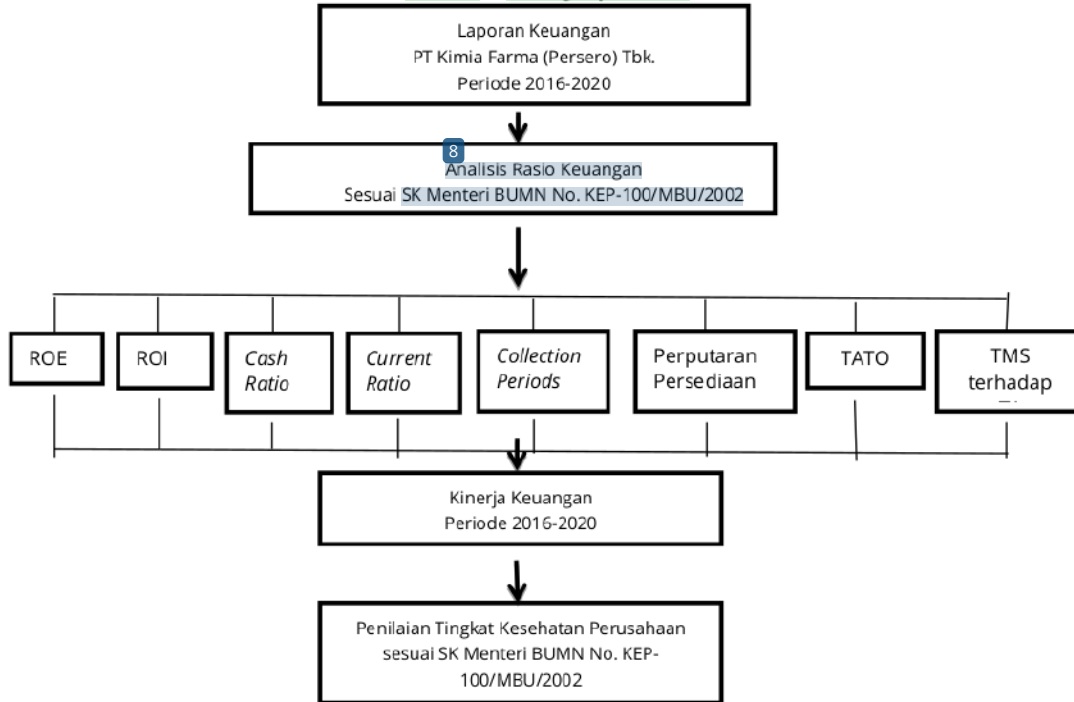 Laporan Keuangan
PT Kimia Farma (Persero) Tbk.
Periode 2016-2020
8
Analisis Rasio Keuangan
Sesuai SK Menteri BUMN No. KEP-100/MBU/2002
ROE
ROI
Cash
Ratio
Current
Ratio
Collection
Periods
Perputaran
Persediaan
TATO
TMS
terhadap
Kinerja Keuangan
Periode 2016-2020
Penilaian Tingkat Kesehatan Perusahaan
sesuai SK Menteri BUMN No. KEP-
100/MBU/2002